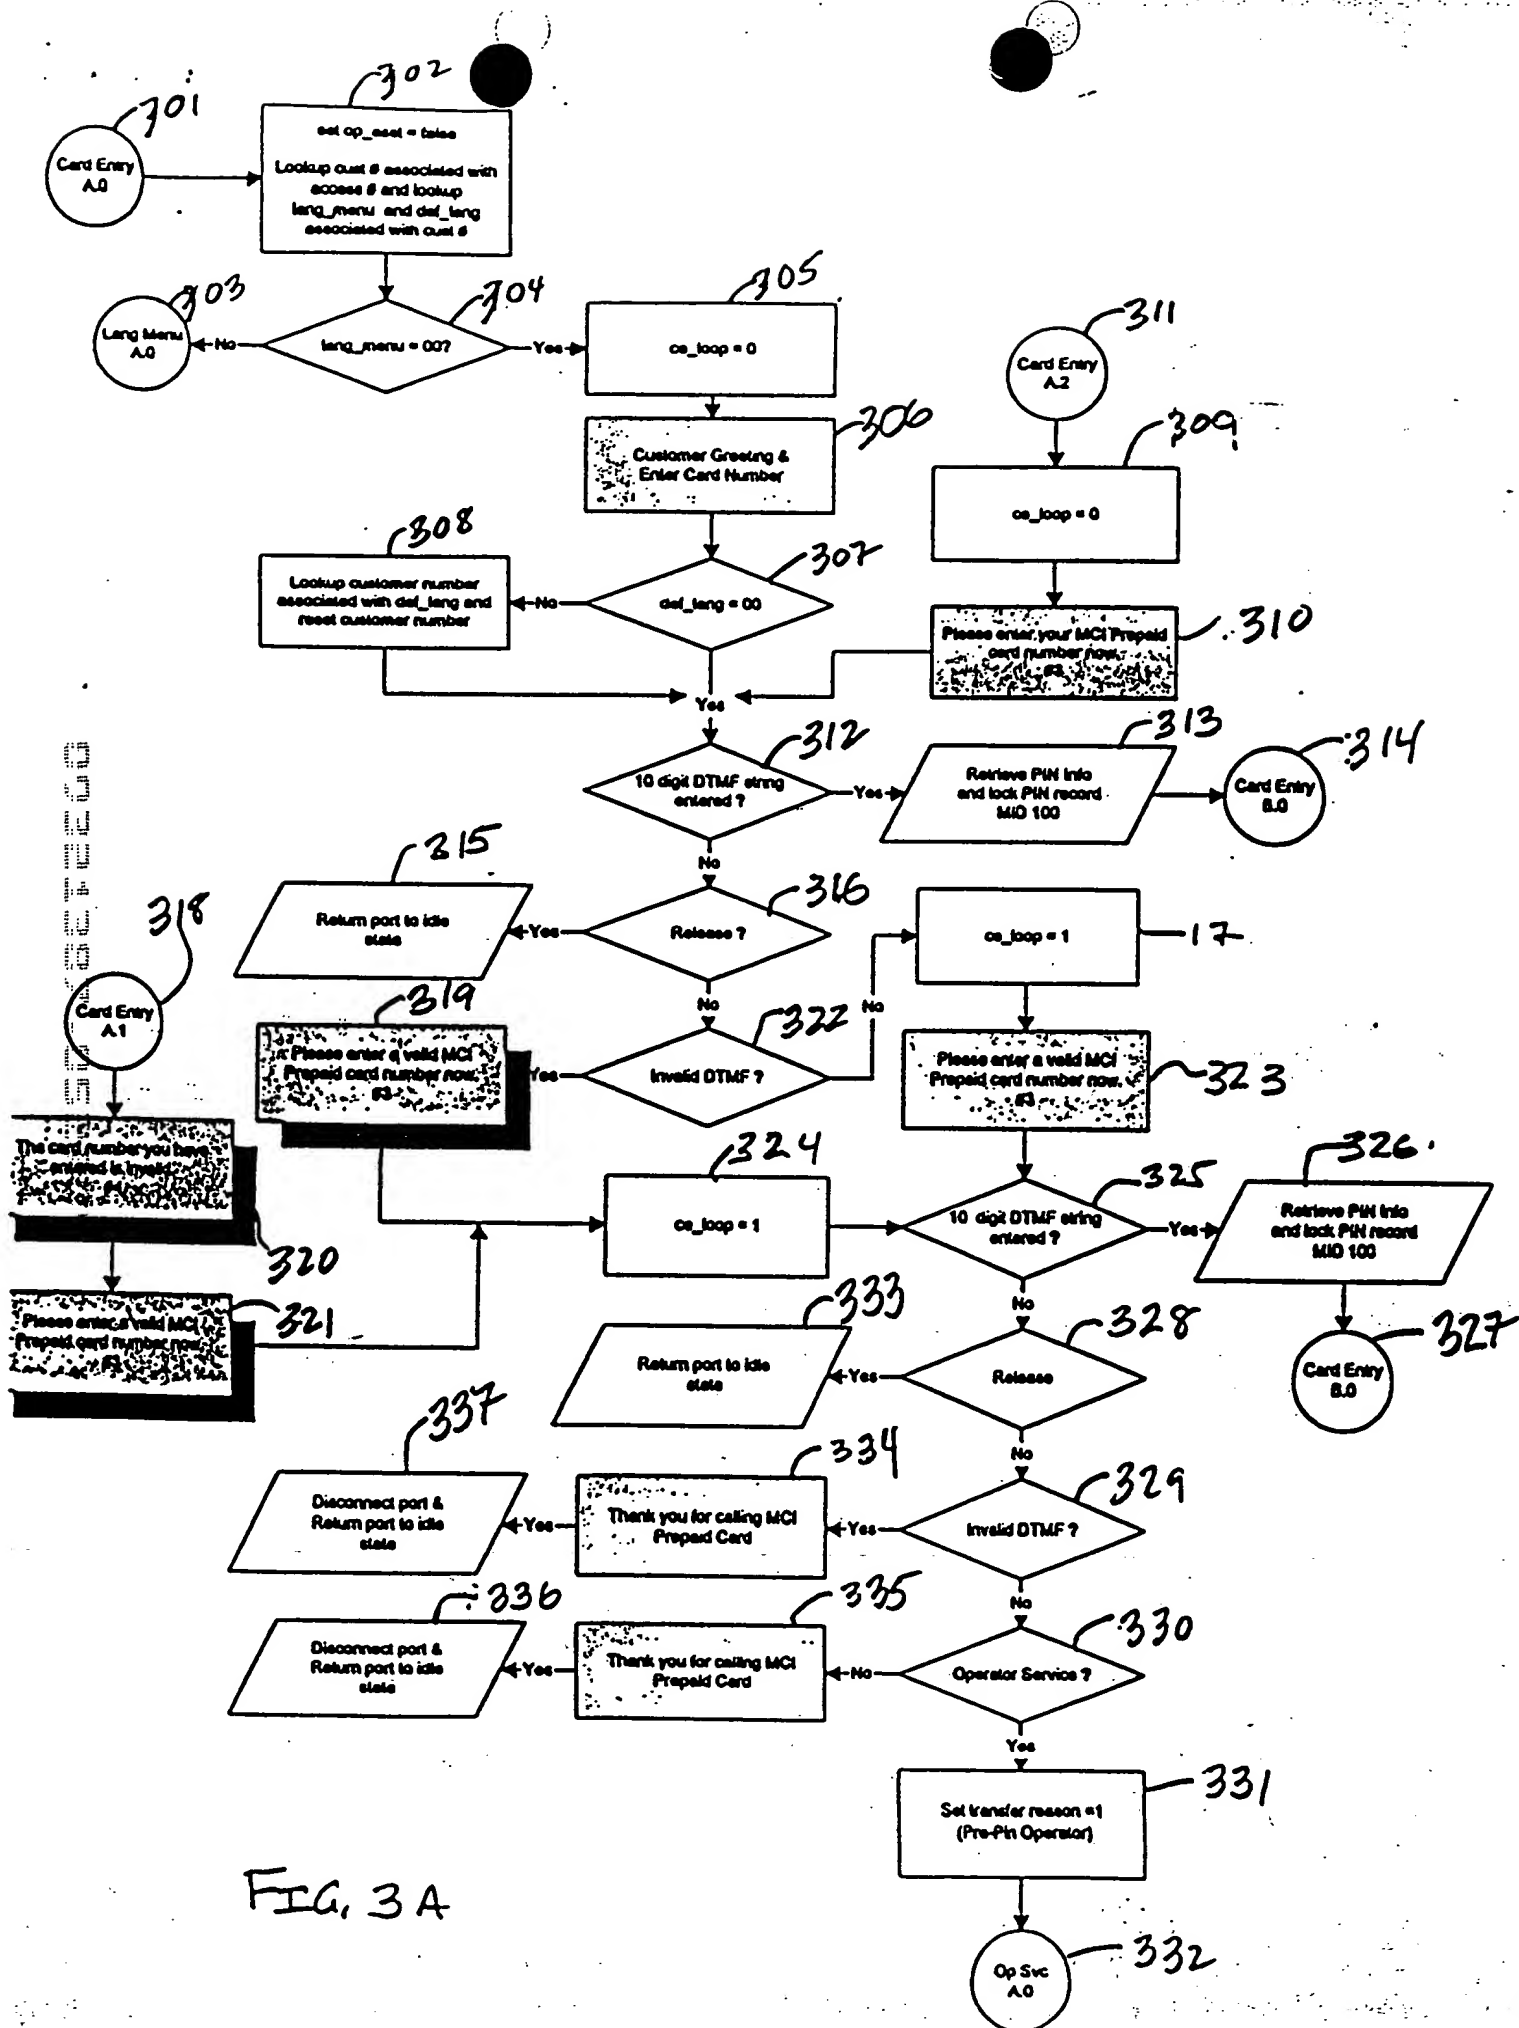 301
302
Card Entry
A.0
Lookup cust # associated with
access # and lookup
lang_menu and def_lang
associated with cust #
303
304
305
Lang Menu
A.0
No
lang_menu = 00?
Yes
cs_loop = 0
311
Card Entry
A.2
306
Customer Greeting &
Enter Card Number
309
cs_loop = 0
308
Lookup customer number
associated with def_lang and
reset customer number
No
307
def_lang = 00
Yes
310
Please enter your MCI Prepaid
card number now.
312
10 digit DTMF string
entered ?
Yes
313
Retrieve PIN Info
and lock PIN record
MID 100
314
Card Entry
B.0
No
315
Return port to idle
state
Yes
316
Release ?
No
cs_loop = 1
17
318
Card Entry
A.1
319
Please enter a valid MCI
Prepaid card number now.
Yes
322
Invalid DTMF ?
No
Please enter a valid MCI
Prepaid card number now.
323
The card number you have
entered is invalid
320
324
cs_loop = 1
325
10 digit DTMF string
entered ?
Yes
326
Retrieve PIN Info
and lock PIN record
MID 100
Please enter a valid MCI
Prepaid card number now.
321
No
333
Return port to idle
state
Yes
328
Release
327
Card Entry
B.0
No
337
Disconnect port &
Return port to idle
state
Yes
334
Thank you for calling MCI
Prepaid Card
Yes
329
Invalid DTMF ?
No
336
Disconnect port &
Return port to idle
state
Yes
335
Thank you for calling MCI
Prepaid Card
No
330
Operator Service ?
Yes
331
Set transfer reason =1
(Pre-Pin Operator)
332
Op Svc
A.0
FIG. 3A